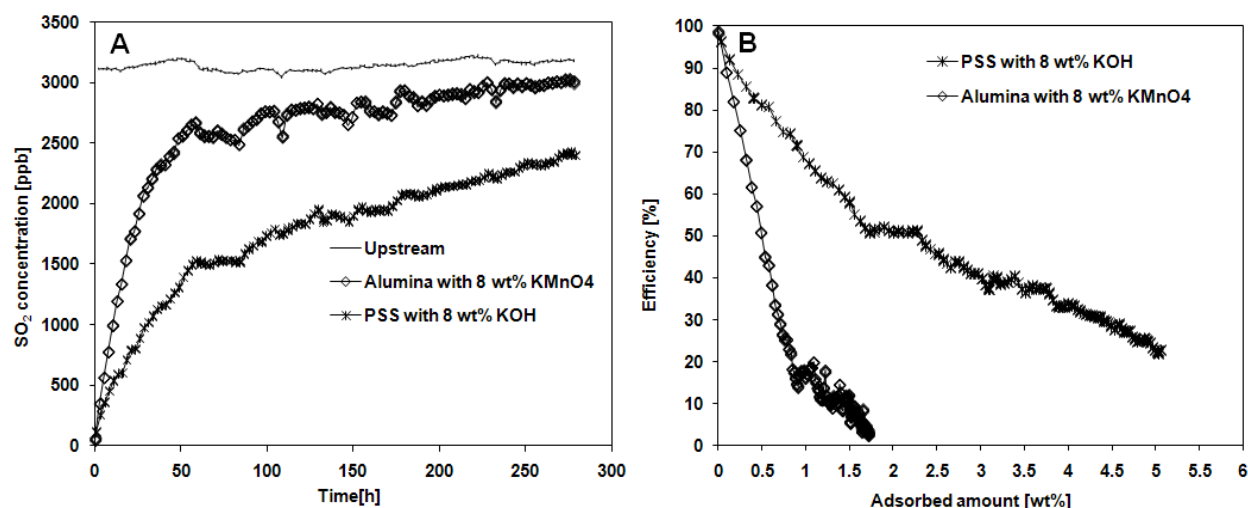 A
3500
3000
2500
2000
1500
1000
500
0
SO2 concentration [ppb]
Upstream
Alumina with 8 wt% KMnO4
PSS with 8 wt% KOH
0 50 100 150 200 250 300
Time[h]
B
100
90
80
70
60
50
40
30
20
10
0
Efficiency [%]
PSS with 8 wt% KOH
Alumina with 8 wt% KMnO4
0 0.5 1 1.5 2 2.5 3 3.5 4 4.5 5 5.5 6
Adsorbed amount [wt%]